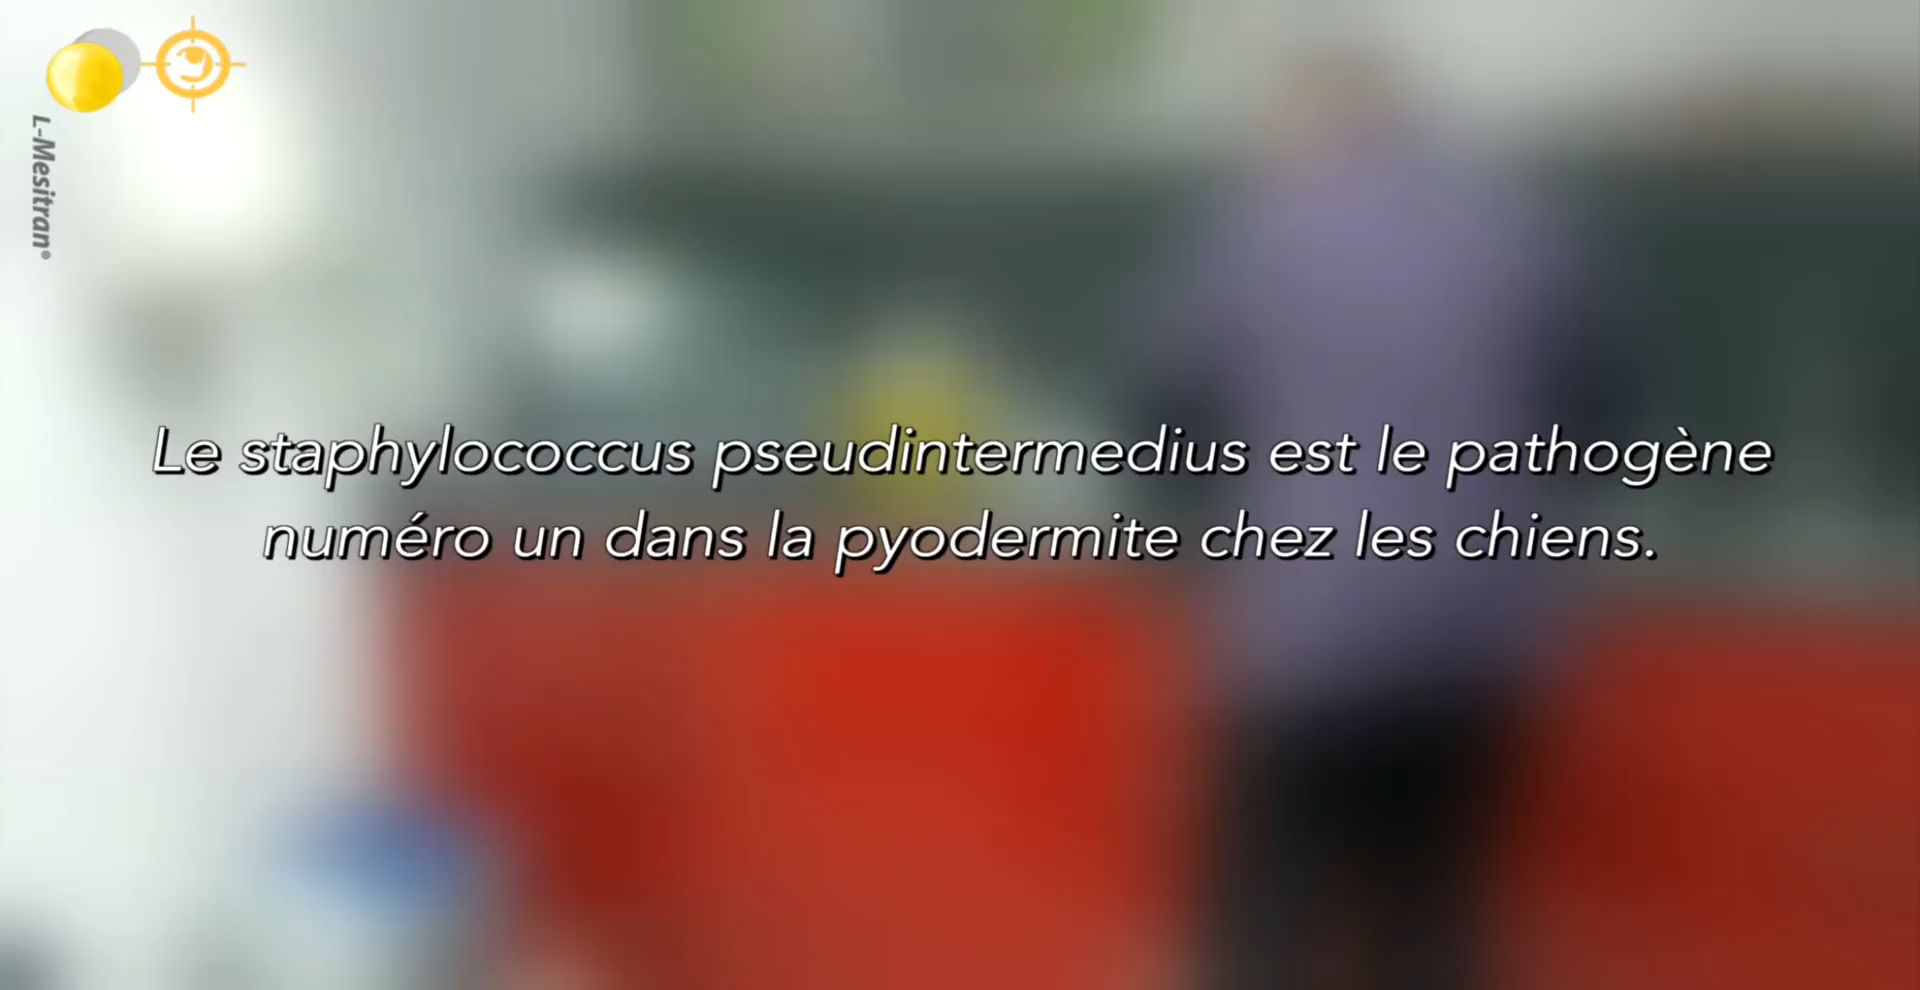 L-Mesitran®
Le staphylococcus pseudintermedius est le pathogène
numéro un dans la pyodermite chez les chiens.